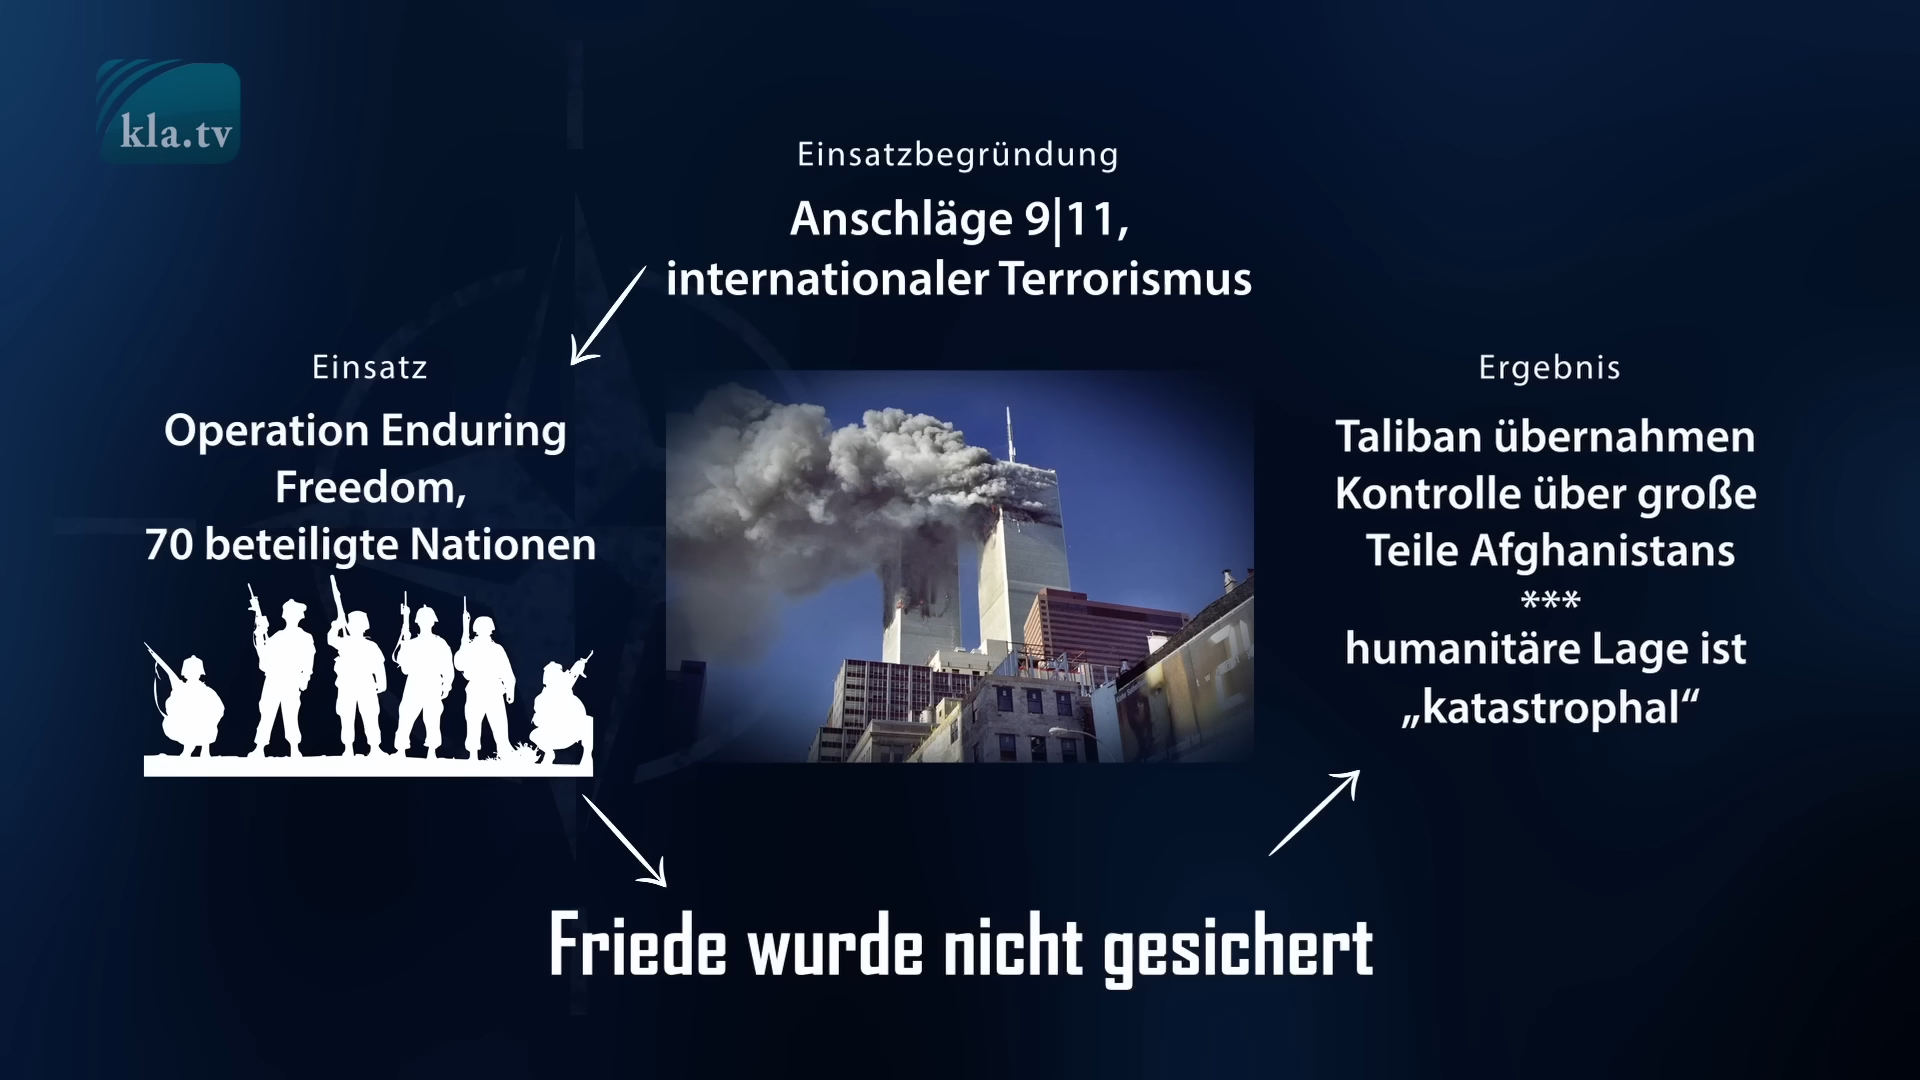 kla.tv
Einsatzbegründung
Anschläge 9|11,
internationaler Terrorismus
Einsatz
Operation Enduring
Freedom,
70 beteiligte Nationen
Ergebnis
Taliban übernahmen
Kontrolle über große
Teile Afghanistans
***
humanitäre Lage ist
„katastrophal“
Friede wurde nicht gesichert